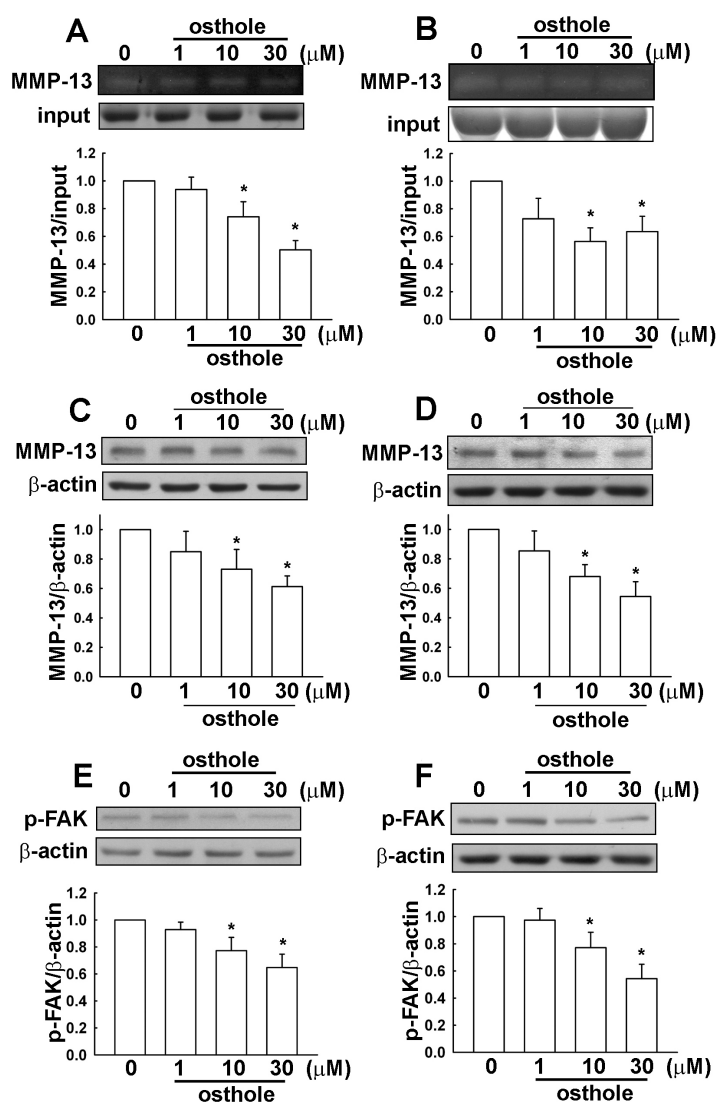 A
osthole
0 1 10 30 (μM)
MMP-13
input
1.2
1.0
0.8
0.6
0.4
0.2
0.0
MMP-13/input
* *
0 1 10 30 (μM)
osthole
B
osthole
0 1 10 30 (μM)
MMP-13
input
1.2
1.0
0.8
0.6
0.4
0.2
0.0
MMP-13/input
* *
0 1 10 30 (μM)
osthole
C
osthole
0 1 10 30 (μM)
MMP-13
β-actin
1.0
0.8
0.6
0.4
0.2
0.0
MMP-13/β-actin
* *
0 1 10 30 (μM)
osthole
D
osthole
0 1 10 30 (μM)
MMP-13
β-actin
1.0
0.8
0.6
0.4
0.2
0.0
MMP-13/β-actin
* *
0 1 10 30 (μM)
osthole
E
osthole
0 1 10 30 (μM)
p-FAK
β-actin
1.2
1.0
0.8
0.6
0.4
0.2
0.0
p-FAK/β-actin
* *
0 1 10 30 (μM)
osthole
F
osthole
0 1 10 30 (μM)
p-FAK
β-actin
1.2
1.0
0.8
0.6
0.4
0.2
0.0
p-FAK/β-actin
* *
0 1 10 30 (μM)
osthole